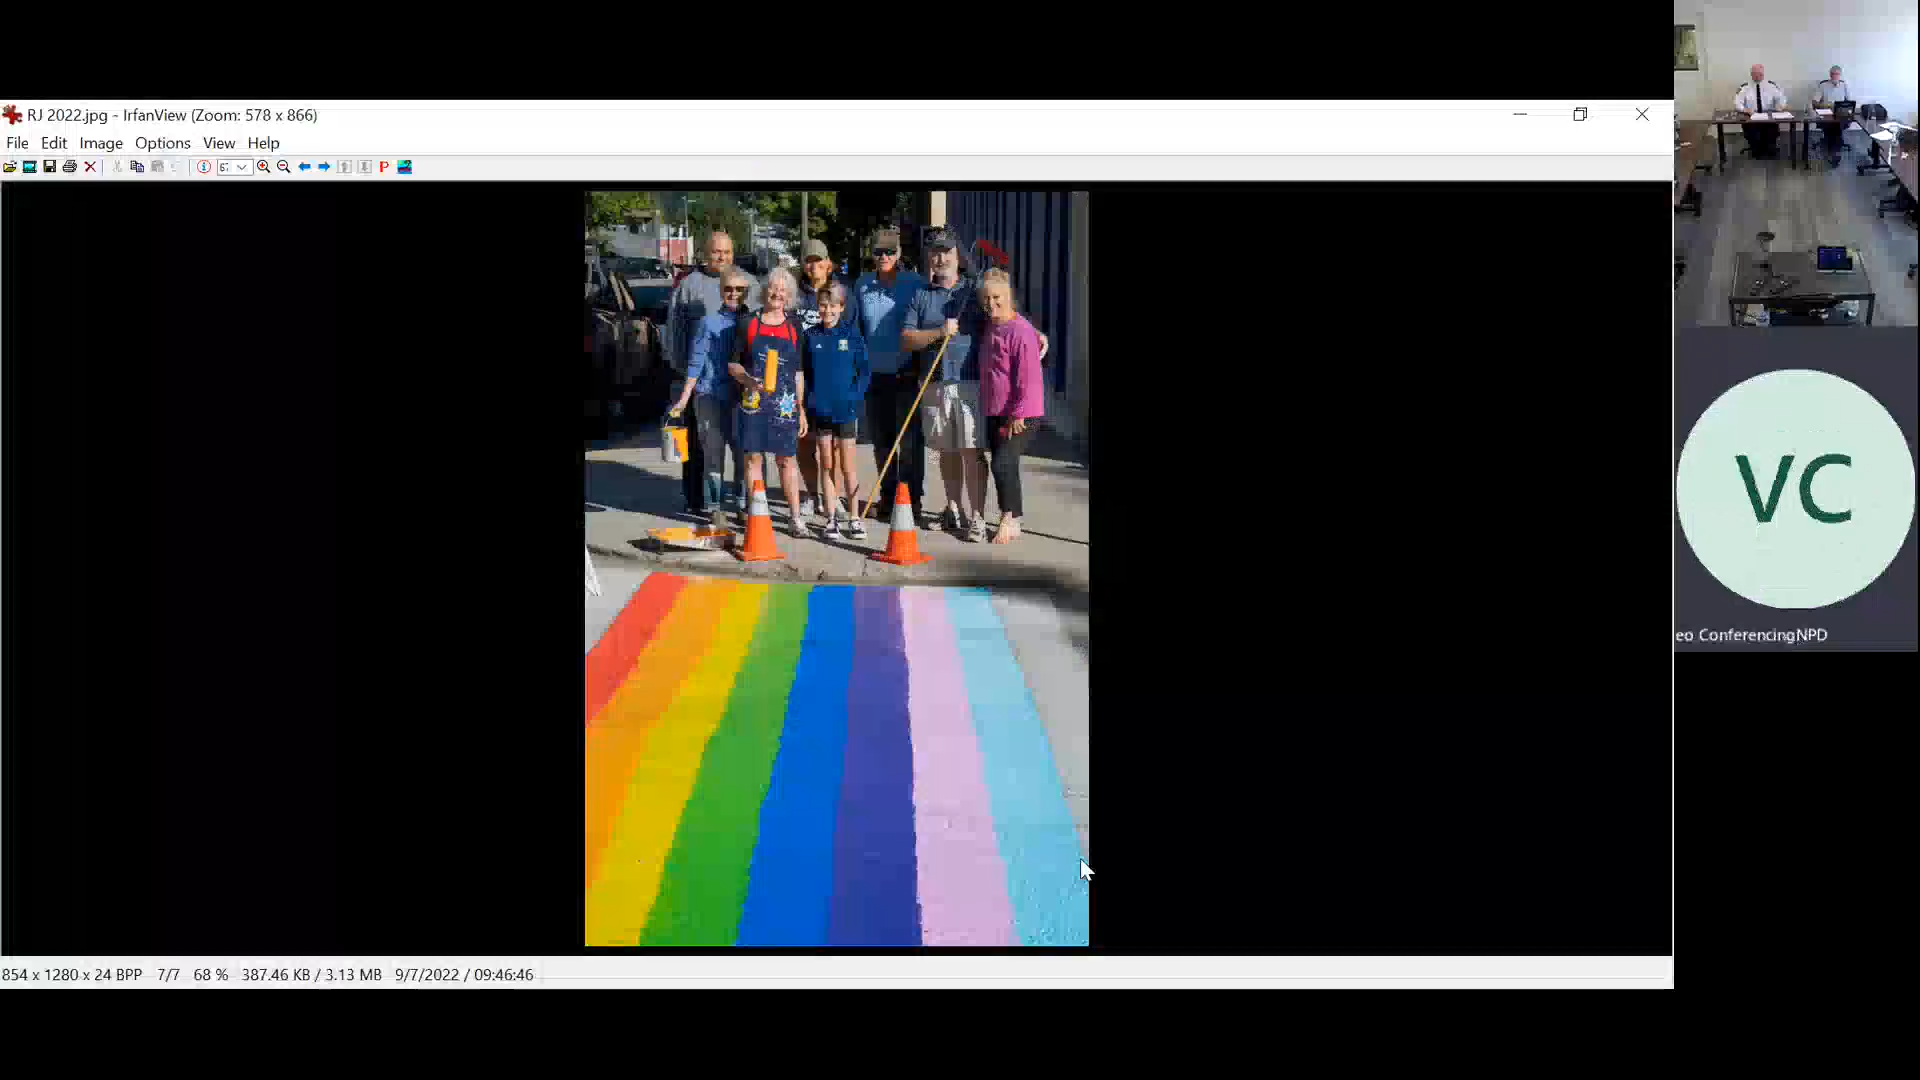 RJ 2022.jpg - IrfanView (Zoom: 578 x 866)
File Edit Image Options View Help
P
VC
eo ConferencingNPD
854 x 1280 x 24 BPP 7/7 68 % 387.46 KB / 3.13 MB 9/7/2022 / 09:46:46